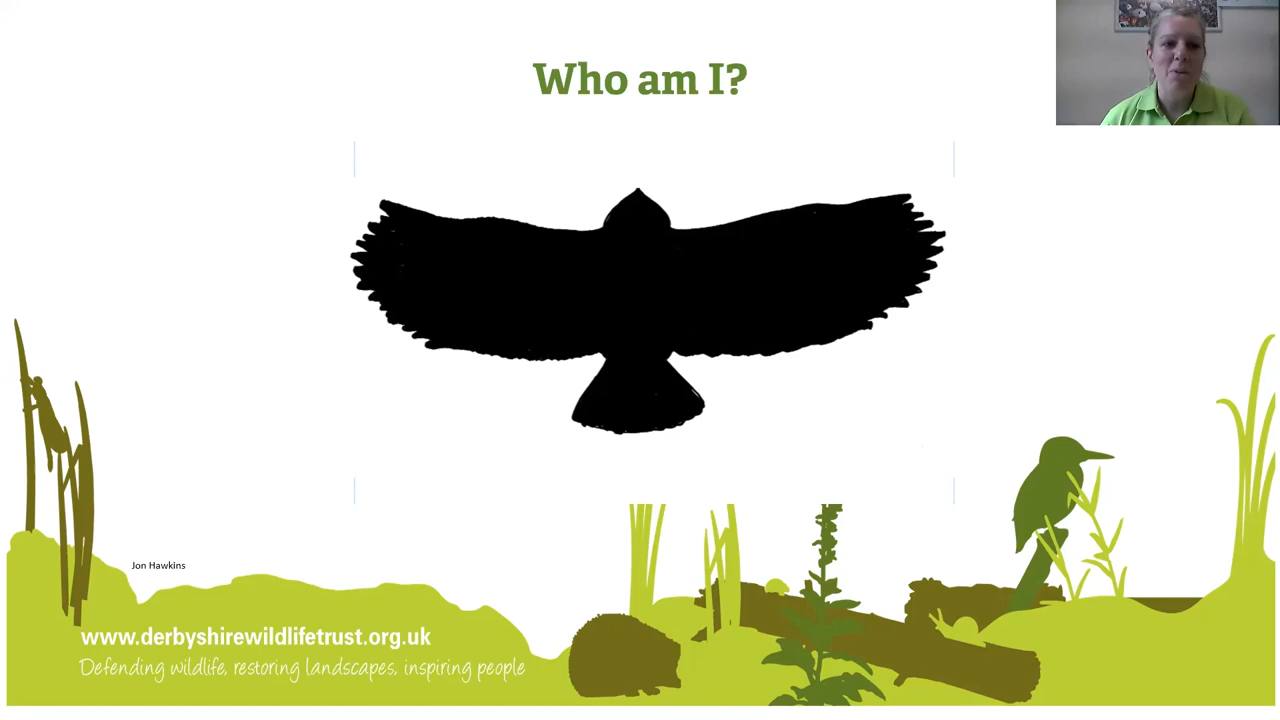 Who am I?
Jon Hawkins
www.derbyshirewildlifetrust.org.uk
Defending wildlife, restoring landscapes, inspiring people